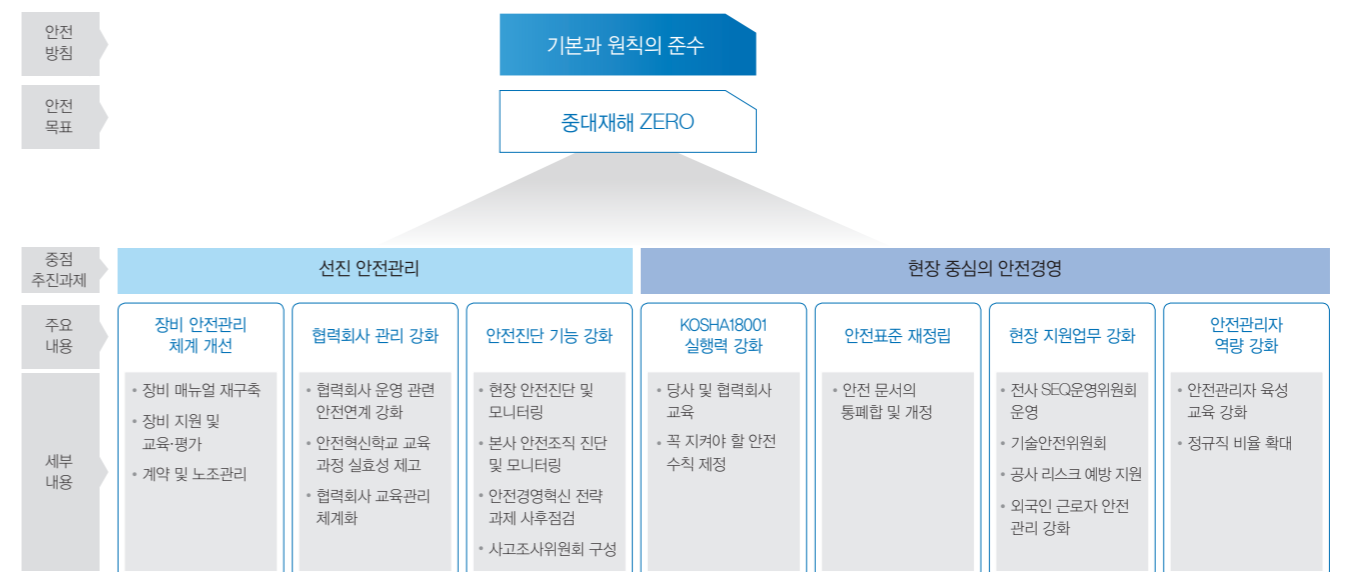 안전
방침
기본과 원칙의 준수
안전
목표
중대재해 ZERO
중점
추진과제
선진 안전관리
현장 중심의 안전경영
주요
내용
장비 안전관리
체계 개선
협력회사 관리 강화
안전진단 기능 강화
KOSHA18001
실행력 강화
안전표준 재정립
현장 지원업무 강화
안전관리자
역량 강화
세부
내용
• 장비 매뉴얼 재구축
• 장비 지원 및
교육·평가
• 계약 및 노조관리
• 협력회사 운영 관련
안전연계 강화
• 안전혁신학교 교육
과정 실효성 제고
• 협력회사 교육관리
체계화
• 현장 안전진단 및
모니터링
• 본사 안전조직 진단
및 모니터링
• 안전경영혁신 전략
과제 사후점검
• 사고조사위원회 구성
• 당사 및 협력회사
교육
• 꼭 지켜야 할 안전
수칙 제정
• 안전 문서의
통폐합 및 개정
• 전사 SEQ운영위원회
운영
• 기술안전위원회
• 공사 리스크 예방 지원
• 외국인 근로자 안전
관리 강화
• 안전관리자 육성
교육 강화
• 정규직 비율 확대